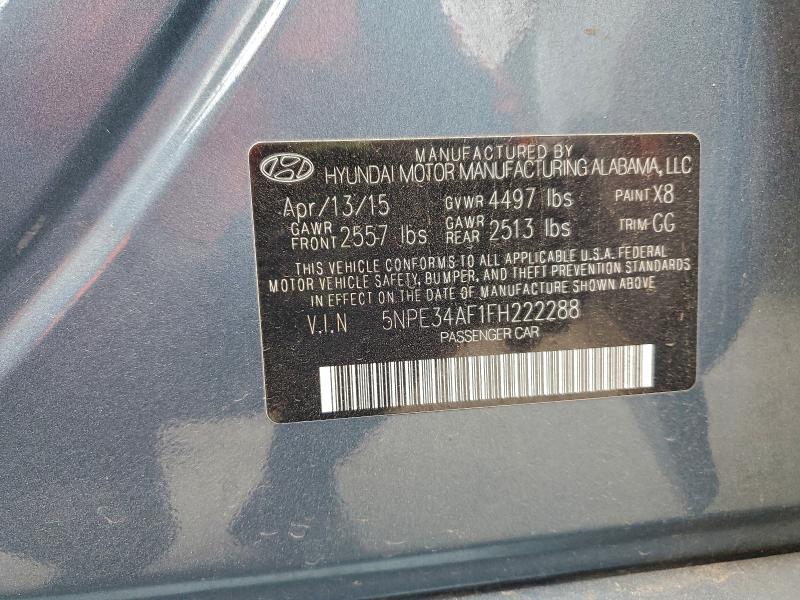 MANUFACTURED BY
HYUNDAI MOTOR MANUFACTURING ALABAMA, LLC
Apr/13/15 GVWR 4497 lbs PAINT X8
GAWR FRONT 2557 lbs GAWR REAR 2513 lbs TRIM GG
THIS VEHICLE CONFORMS TO ALL APPLICABLE U.S.A. FEDERAL
MOTOR VEHICLE SAFETY, BUMPER, AND THEFT PREVENTION STANDARDS
IN EFFECT ON THE DATE OF MANUFACTURE SHOWN ABOVE
V.I.N 5NPE34AF1FH222288
PASSENGER CAR